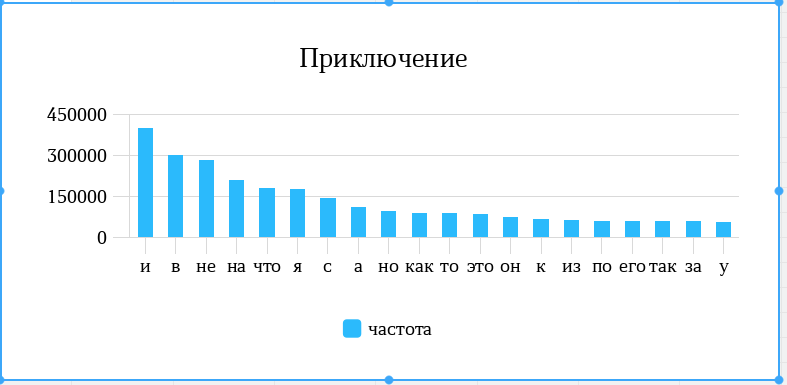 Приключение
450000
300000
150000
0
и в не на что я с а но как то это он к из по его так за у
частота